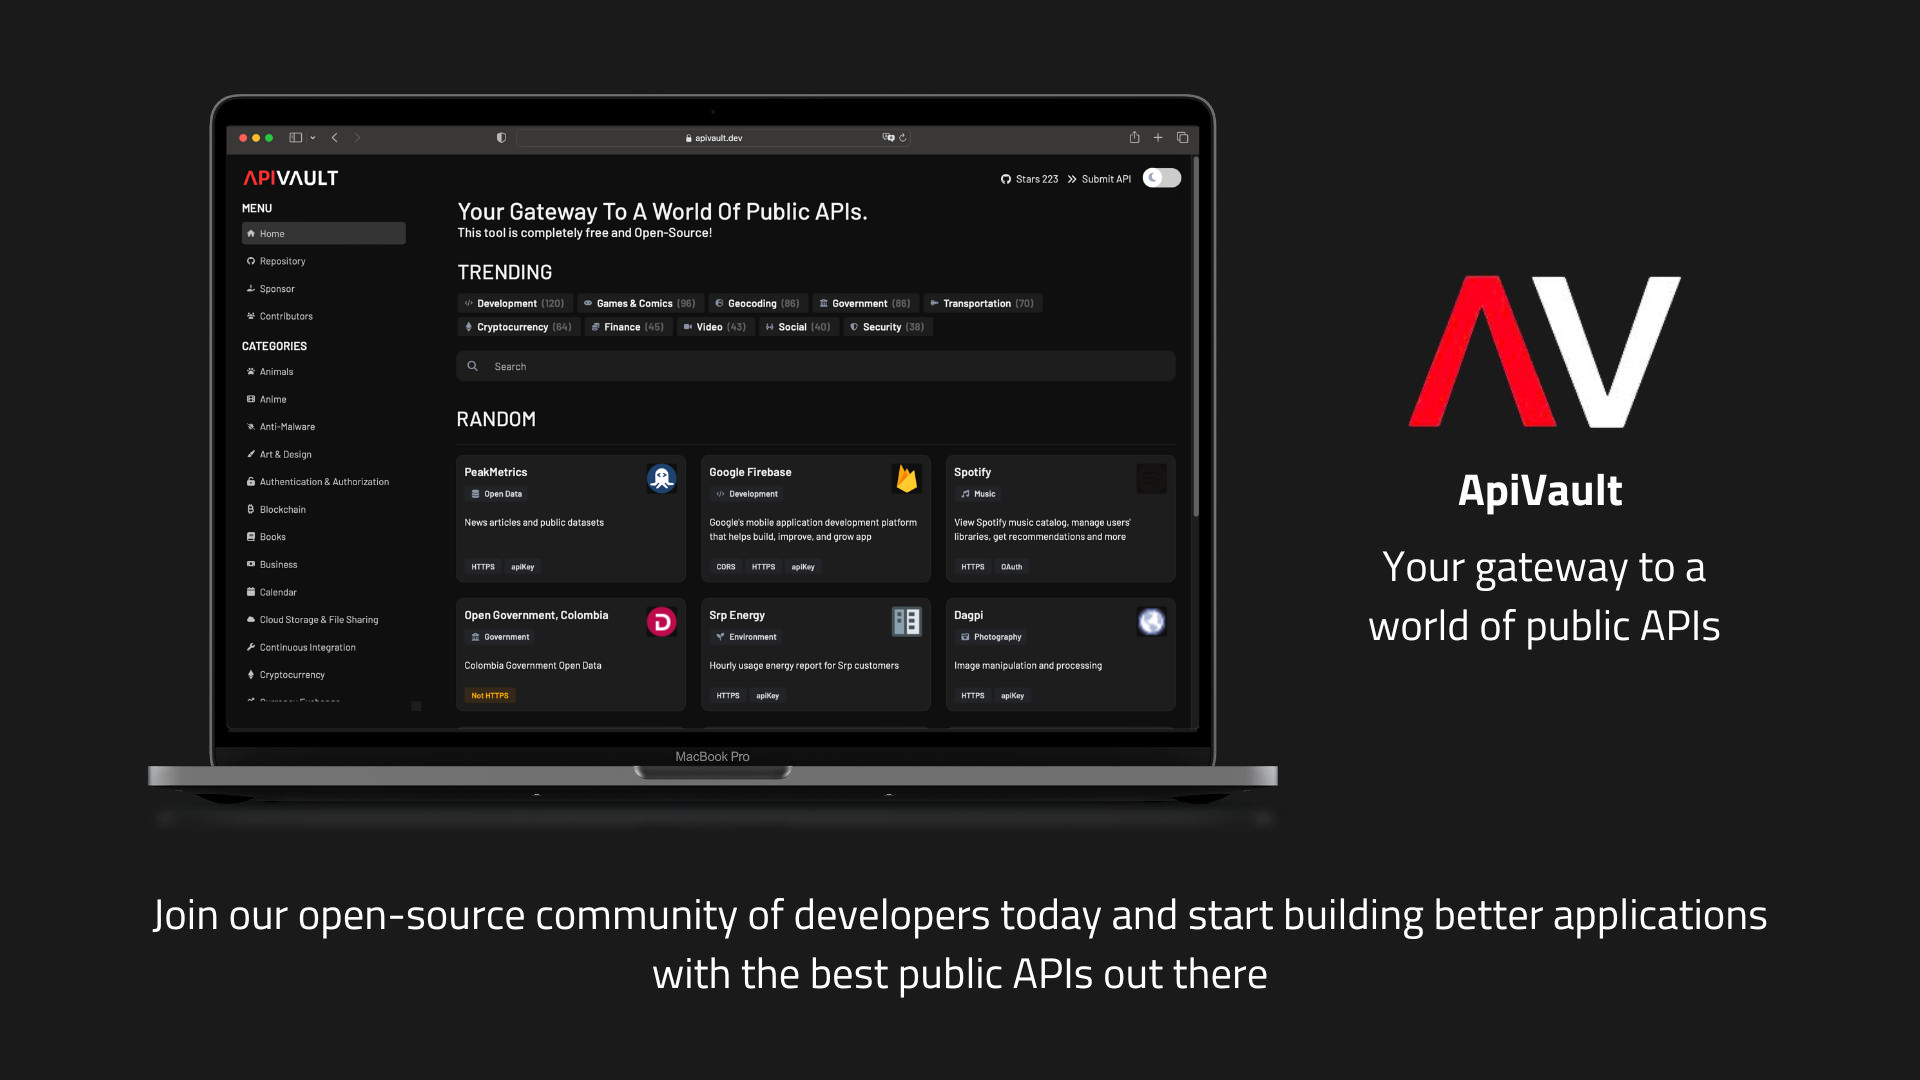 apivault.dev
APIVAULT
Stars 223
Submit API
MENU
Home
Repository
Sponsor
Contributors
CATEGORIES
Animals
Anime
Anti-Malware
Art & Design
Authentication & Authorization
Blockchain
Books
Business
Calendar
Cloud Storage & File Sharing
Continuous Integration
Cryptocurrency
Your Gateway To A World Of Public APIs.
This tool is completely free and Open-Source!
TRENDING
Development (120) Games & Comics (96) Geocoding (86) Government (86) Transportation (70)
Cryptocurrency (64) Finance (45) Video (43) Social (40) Security (38)
Search
RANDOM
PeakMetrics
Open Data
News articles and public datasets
HTTPS apiKey
Google Firebase
Development
Google's mobile application development platform
that helps build, improve, and grow app
CORS HTTPS apiKey
Spotify
Music
View Spotify music catalog, manage users'
libraries, get recommendations and more
HTTPS OAuth
Open Government, Colombia
Government
Colombia Government Open Data
Not HTTPS
Srp Energy
Environment
Hourly usage energy report for Srp customers
HTTPS apiKey
Dagpi
Photography
Image manipulation and processing
HTTPS apiKey
MacBook Pro
AV
ApiVault
Your gateway to a
world of public APIs
Join our open-source community of developers today and start building better applications
with the best public APIs out there